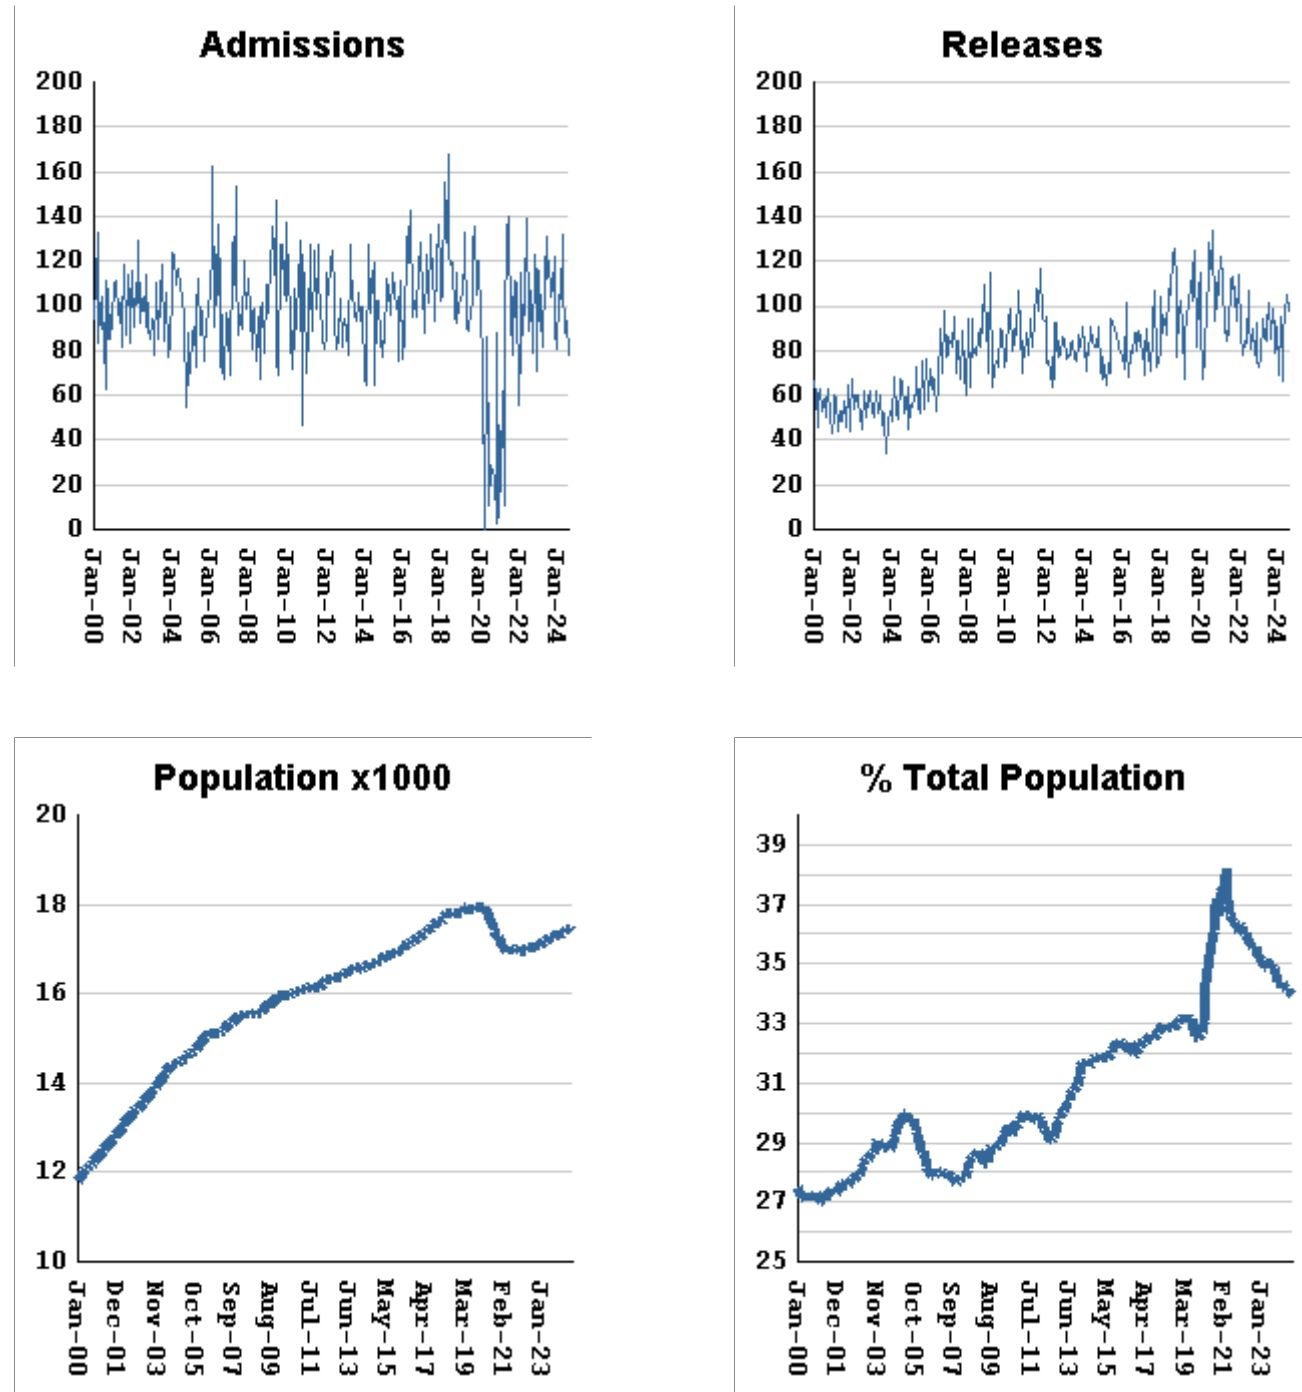 Admissions
200
180
160
140
120
100
80
60
40
20
0
Jan-00
Jan-02
Jan-04
Jan-06
Jan-08
Jan-10
Jan-12
Jan-14
Jan-16
Jan-18
Jan-20
Jan-22
Jan-24
Releases
200
180
160
140
120
100
80
60
40
20
0
Jan-00
Jan-02
Jan-04
Jan-06
Jan-08
Jan-10
Jan-12
Jan-14
Jan-16
Jan-18
Jan-20
Jan-22
Jan-24
Population x1000
20
18
16
14
12
10
Jan-00
Dec-01
Nov-03
Oct-05
Sep-07
Aug-09
Jul-11
Jun-13
May-15
Apr-17
Mar-19
Feb-21
Jan-23
% Total Population
39
37
35
33
31
29
27
25
Jan-00
Dec-01
Nov-03
Oct-05
Sep-07
Aug-09
Jul-11
Jun-13
May-15
Apr-17
Mar-19
Feb-21
Jan-23